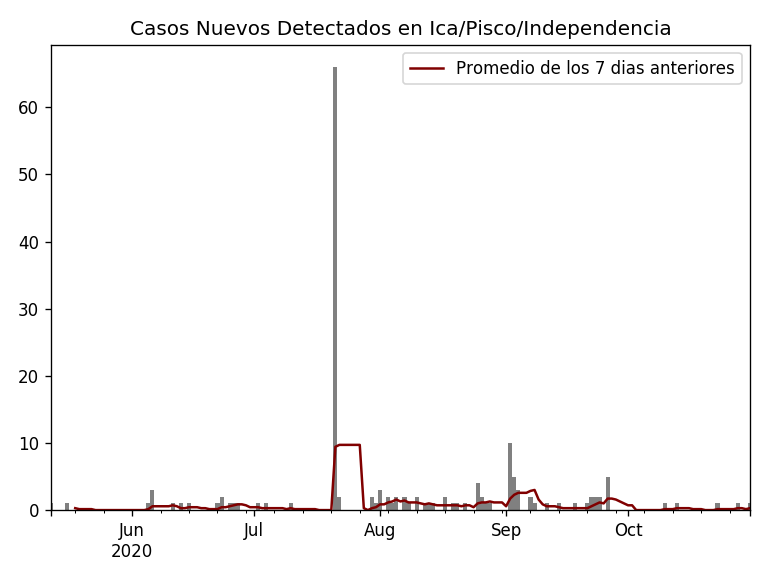 Casos Nuevos Detectados en Ica/Pisco/Independencia
Promedio de los 7 dias anteriores
60
50
40
30
20
10
0
Jun Jul Aug Sep Oct
2020